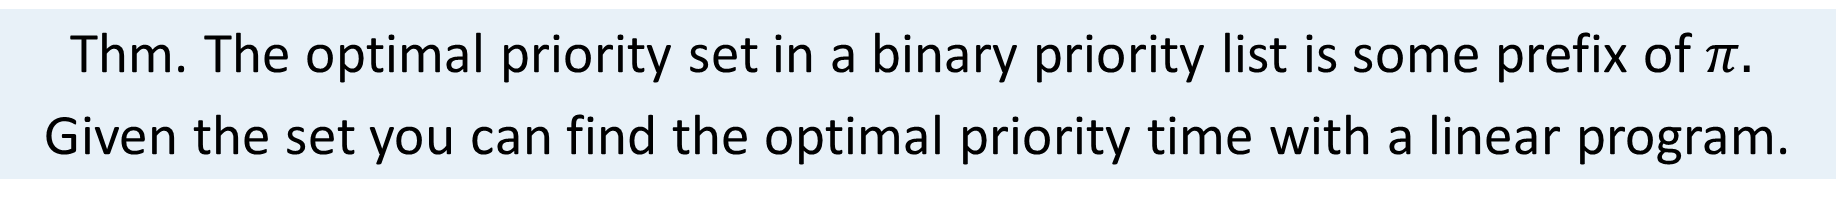 Thm. The optimal priority set in a binary priority list is some prefix of 𝜋.
Given the set you can find the optimal priority time with a linear program.